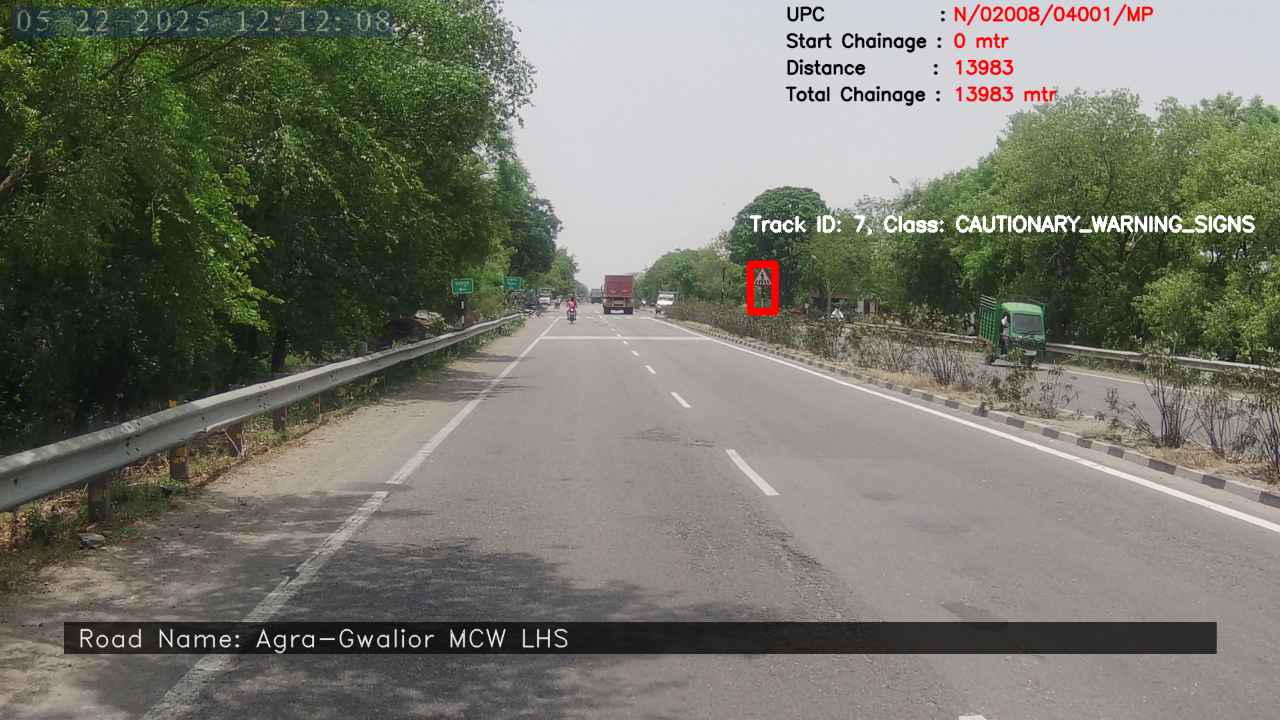 05-22-2025 12:12:08
UPC : N/02008/04001/MP
Start Chainage : 0 mtr
Distance : 13983
Total Chainage : 13983 mtr
Track ID: 7, Class: CAUTIONARY_WARNING_SIGNS
Road Name: Agra-Gwalior MCW LHS